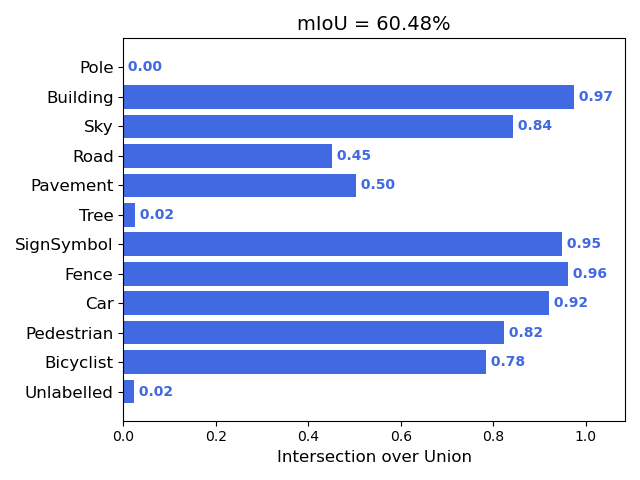 mIoU = 60.48%
Pole 0.00
Building 0.97
Sky 0.84
Road 0.45
Pavement 0.50
Tree 0.02
SignSymbol 0.95
Fence 0.96
Car 0.92
Pedestrian 0.82
Bicyclist 0.78
Unlabelled 0.02
0.0 0.2 0.4 0.6 0.8 1.0
Intersection over Union